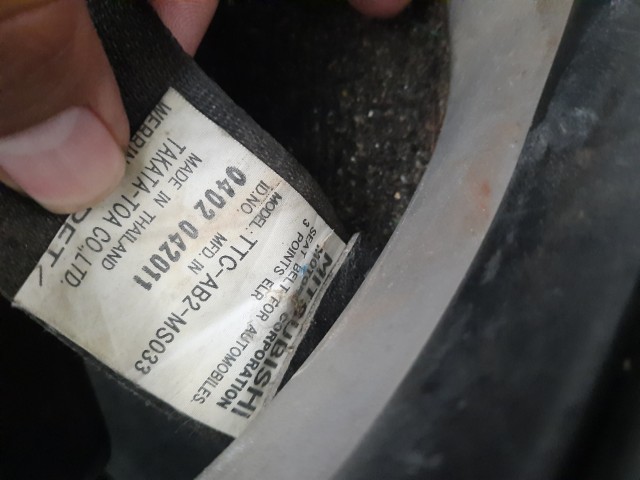 MITSUBISHI
MOTORS CORPORATION
SEAT BELT FOR AUTOMOBILES.
3 POINTS ELR
MODEL: TTC-AB2-MS033
ID.NO. MFD.IN
0402 042011
MADE IN THAILAND
TAKATA-TOA CO.,LTD.